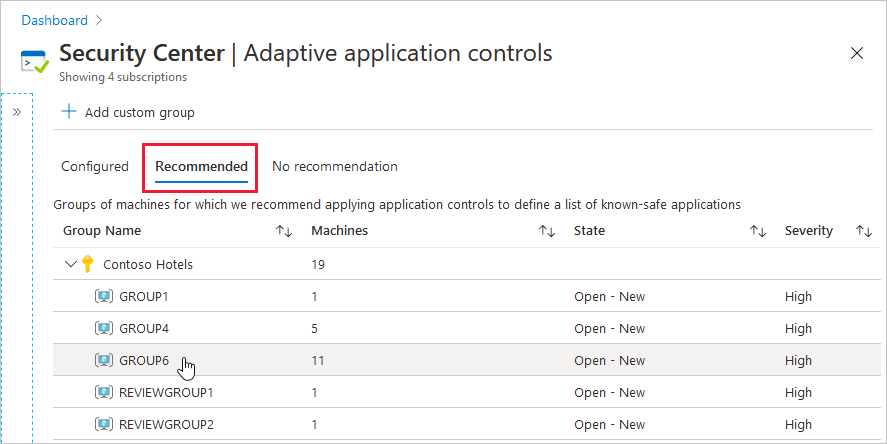 Dashboard >
Security Center | Adaptive application controls
Showing 4 subscriptions
» + Add custom group
Configured Recommended No recommendation
Groups of machines for which we recommend applying application controls to define a list of known-safe applications
Group Name ↑↓ Machines ↑↓ State ↑↓ Severity ↑↓
Contoso Hotels 19
GROUP1 1 Open - New High
GROUP4 5 Open - New High
GROUP6 11 Open - New High
REVIEWGROUP1 1 Open - New High
REVIEWGROUP2 1 Open - New High